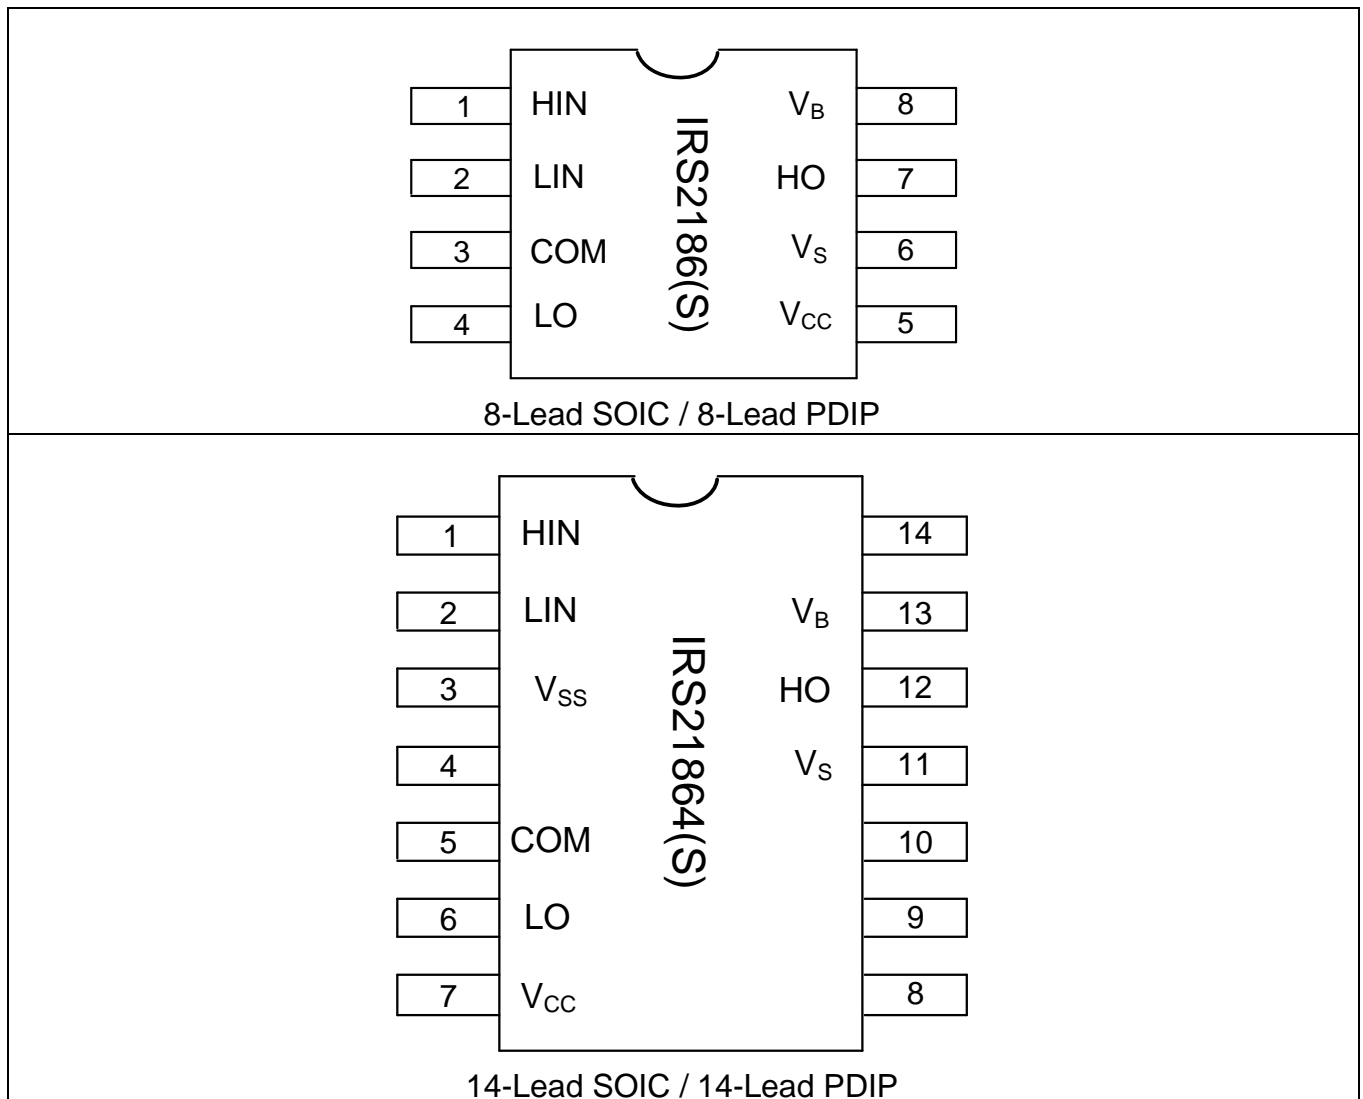 1 HIN V_B 8
2 LIN HO 7
3 COM V_S 6
4 LO V_CC 5
IRS2186(S)
8-Lead SOIC / 8-Lead PDIP
1 HIN 14
2 LIN V_B 13
3 V_SS HO 12
4 V_S 11
5 COM 10
6 LO 9
7 V_CC 8
IRS21864(S)
14-Lead SOIC / 14-Lead PDIP